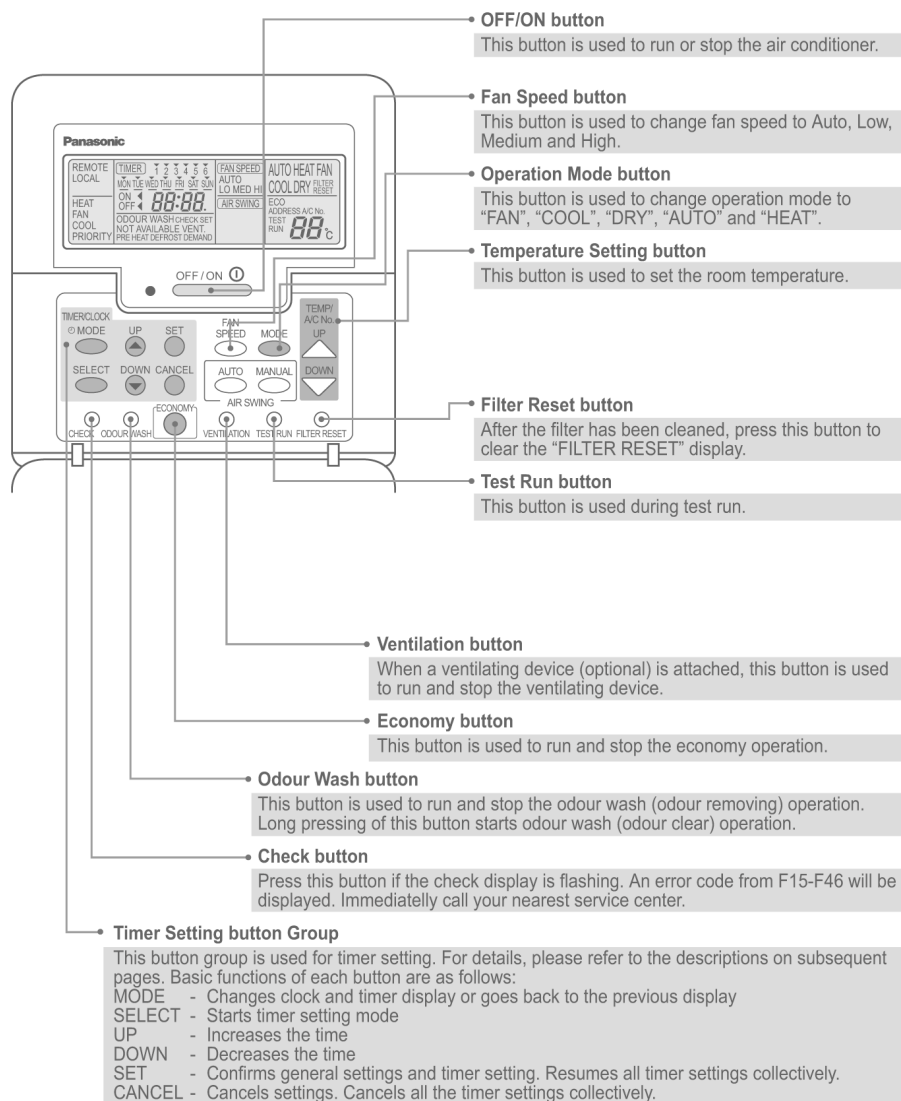 OFF/ON button
This button is used to run or stop the air conditioner.
Fan Speed button
This button is used to change fan speed to Auto, Low,
Medium and High.
Operation Mode button
This button is used to change operation mode to
“FAN”, “COOL”, “DRY”, “AUTO” and “HEAT”.
Temperature Setting button
This button is used to set the room temperature.
Filter Reset button
After the filter has been cleaned, press this button to
clear the “FILTER RESET” display.
Test Run button
This button is used during test run.
Panasonic
REMOTE
LOCAL
HEAT
FAN
COOL
PRIORITY
TIMER 1 2 3 4 5 6
MON TUE WED THU FRI SAT SUN
ON
OFF 88:88.
ODOUR WASH CHECK SET
NOT AVAILABLE VENT.
PRE HEAT DEFROST DEMAND
FAN SPEED
AUTO
LO MED HI
AIR SWING
AUTO HEAT FAN
COOL DRY FILTER RESET
ECO
ADDRESS A/C No.
TEST
RUN 88°C
OFF / ON
TIMER/CLOCK
MODE UP SET
SELECT DOWN CANCEL
FAN
SPEED MODE
AUTO MANUAL
AIR SWING
TEMP/
A/C No.
UP
DOWN
ECONOMY
CHECK ODOUR WASH VENTILATION TEST RUN FILTER RESET
Ventilation button
When a ventilating device (optional) is attached, this button is used
to run and stop the ventilating device.
Economy button
This button is used to run and stop the economy operation.
Odour Wash button
This button is used to run and stop the odour wash (odour removing) operation.
Long pressing of this button starts odour wash (odour clear) operation.
Check button
Press this button if the check display is flashing. An error code from F15-F46 will be
displayed. Immediatelly call your nearest service center.
Timer Setting button Group
This button group is used for timer setting. For details, please refer to the descriptions on subsequent
pages. Basic functions of each button are as follows:
MODE - Changes clock and timer display or goes back to the previous display
SELECT - Starts timer setting mode
UP - Increases the time
DOWN - Decreases the time
SET - Confirms general settings and timer setting. Resumes all timer settings collectively.
CANCEL - Cancels settings. Cancels all the timer settings collectively.